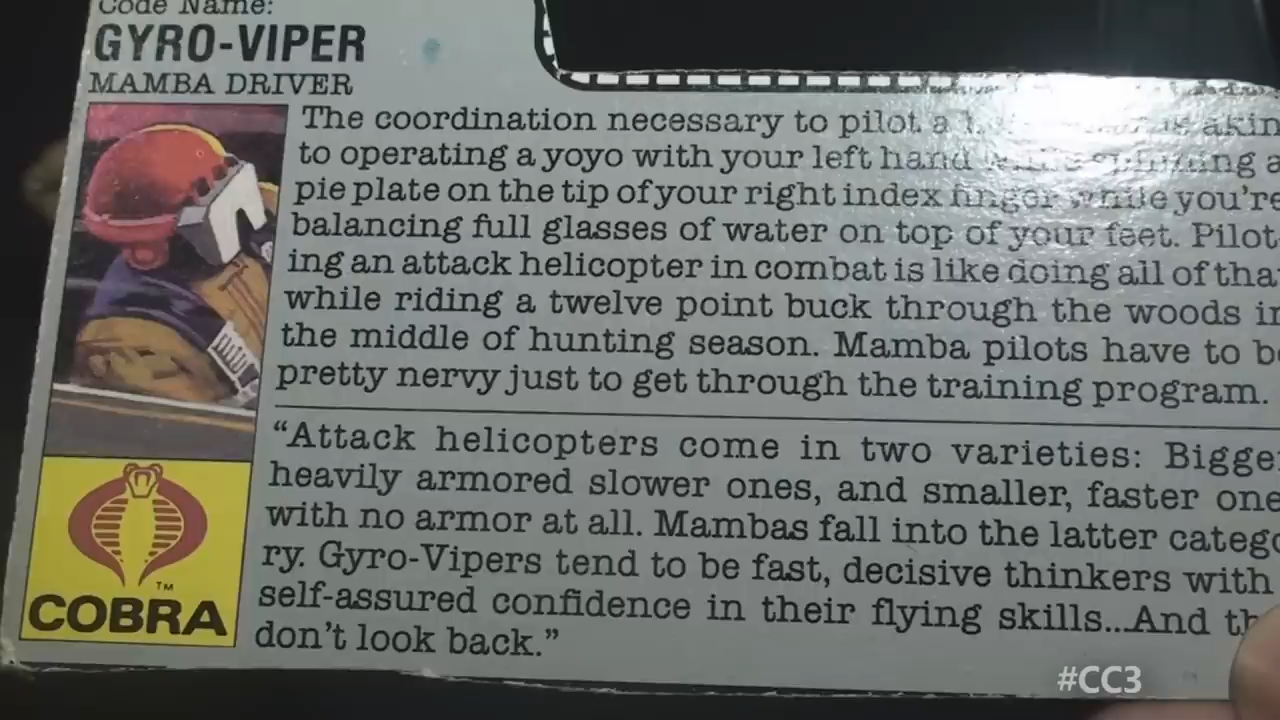 Code Name:
GYRO-VIPER
MAMBA DRIVER
The coordination necessary to pilot a akin
to operating a yoyo with your left hand while spinning a
pie plate on the tip of your right index finger while you're
balancing full glasses of water on top of your feet. Pilot-
ing an attack helicopter in combat is like doing all of tha
while riding a twelve point buck through the woods in
the middle of hunting season. Mamba pilots have to be
pretty nervy just to get through the training program.
"Attack helicopters come in two varieties: Bigger
heavily armored slower ones, and smaller, faster one
with no armor at all. Mambas fall into the latter catego
ry. Gyro-Vipers tend to be fast, decisive thinkers with
self-assured confidence in their flying skills...And th
don't look back."
TM
COBRA
#CC3